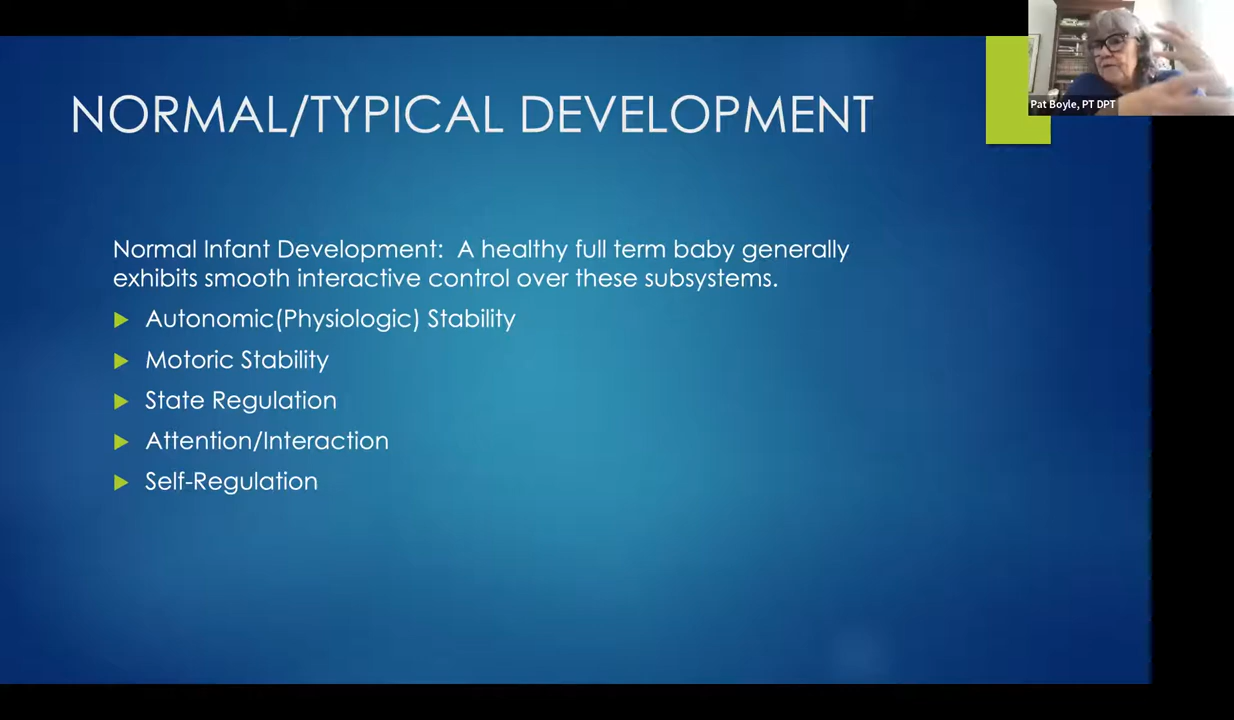 NORMAL/TYPICAL DEVELOPMENT
Pat Boyle, PT DPT
Normal Infant Development:  A healthy full term baby generally
exhibits smooth interactive control over these subsystems.
Autonomic(Physiologic) Stability
Motoric Stability
State Regulation
Attention/Interaction
Self-Regulation